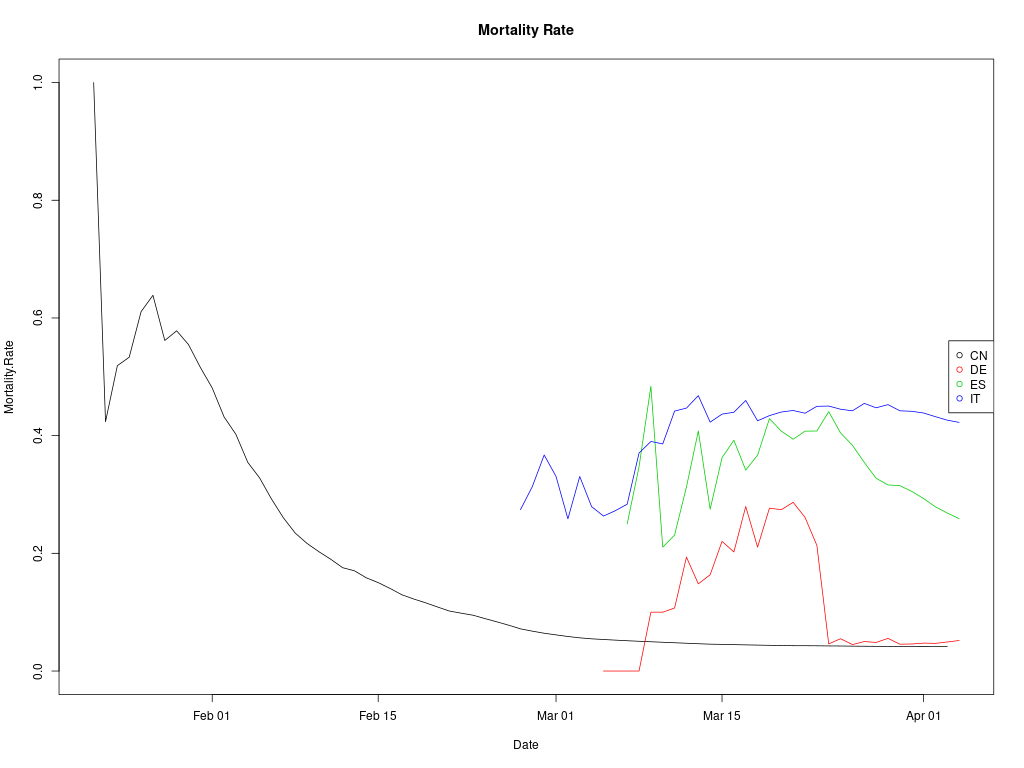 Mortality Rate
Mortality.Rate
1.0
0.8
0.6
0.4
0.2
0.0
CN
DE
ES
IT
Feb 01
Feb 15
Mar 01
Mar 15
Apr 01
Date